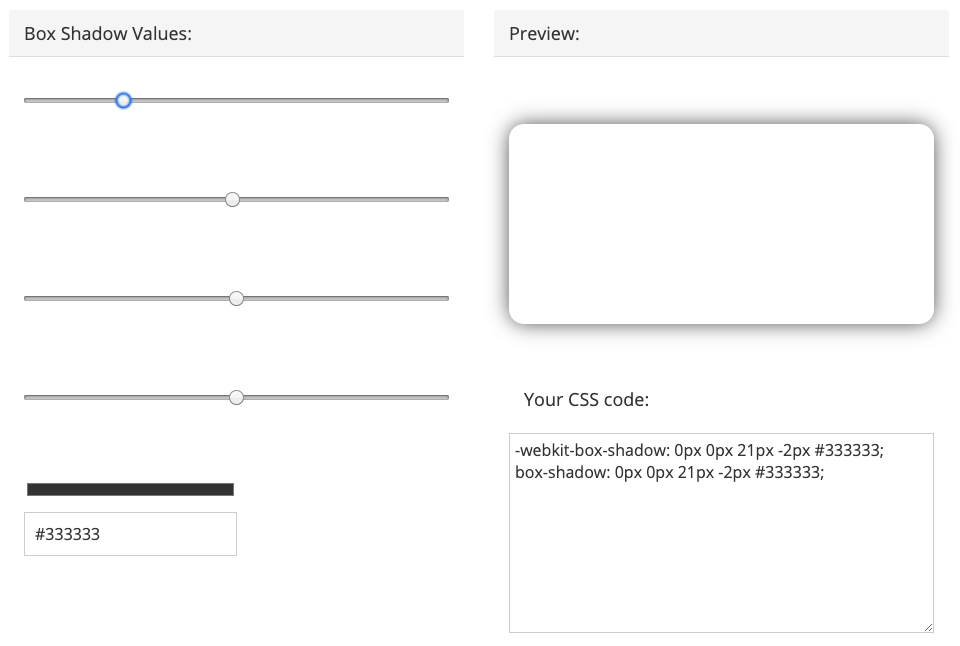 Box Shadow Values:
Preview:
Your CSS code:
-webkit-box-shadow: 0px 0px 21px -2px #333333;
box-shadow: 0px 0px 21px -2px #333333;
#333333